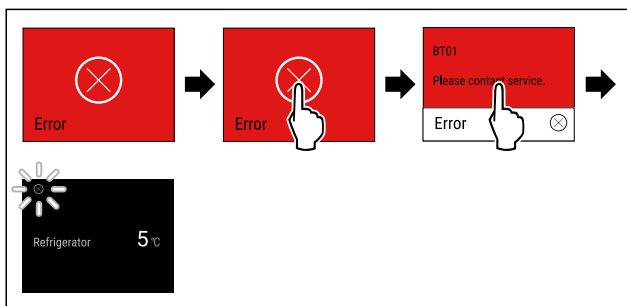 Error
Error
BT01
Please contact service.
Error
Refrigerator 5 °C